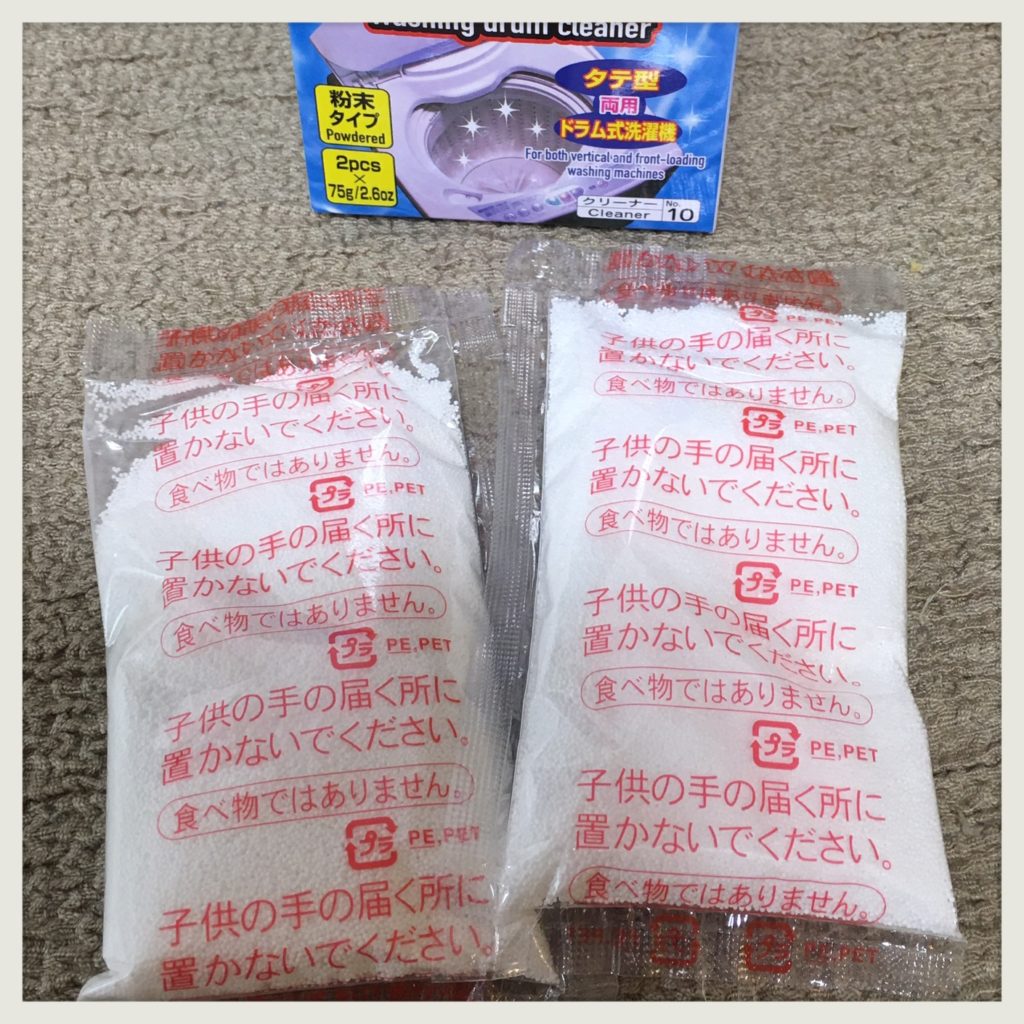 Washing drum cleaner
粉末
タイプ
Powdered
2pcs
×
75g/2.6oz
タテ型
両用
ドラム式洗濯機
For both vertical and front-loading
washing machines
クリーナー
Cleaner
No.
10
子供の手の届く所に
置かないでください。
食べ物ではありません。
プラ PE,PET
子供の手の届く所に
置かないでください。
食べ物ではありません。
プラ PE,PET
子供の手の届く所に
置かないでください。
食べ物ではありません。
プラ PE,PET
子供の手の届く所に
置かないでください。
子供の手の届く所に
置かないでください。
食べ物ではありません。
プラ PE,PET
子供の手の届く所に
置かないでください。
食べ物ではありません。
プラ PE,PET
子供の手の届く所に
置かないでください。
食べ物ではありません。
プラ PE,PET
子供の手の届く所に
置かないでください。
食べ物ではありません。
プラ PE,PET